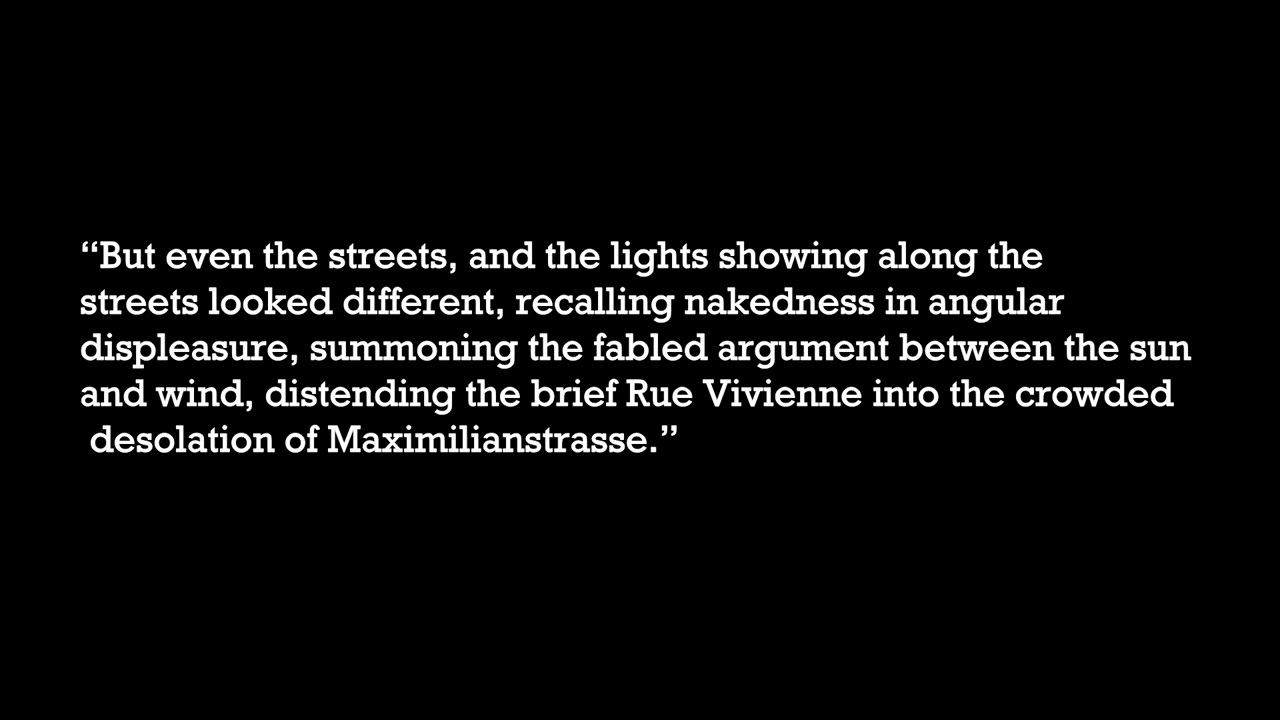 “But even the streets, and the lights showing along the
streets looked different, recalling nakedness in angular
displeasure, summoning the fabled argument between the sun
and wind, distending the brief Rue Vivienne into the crowded
desolation of Maximilianstrasse.”